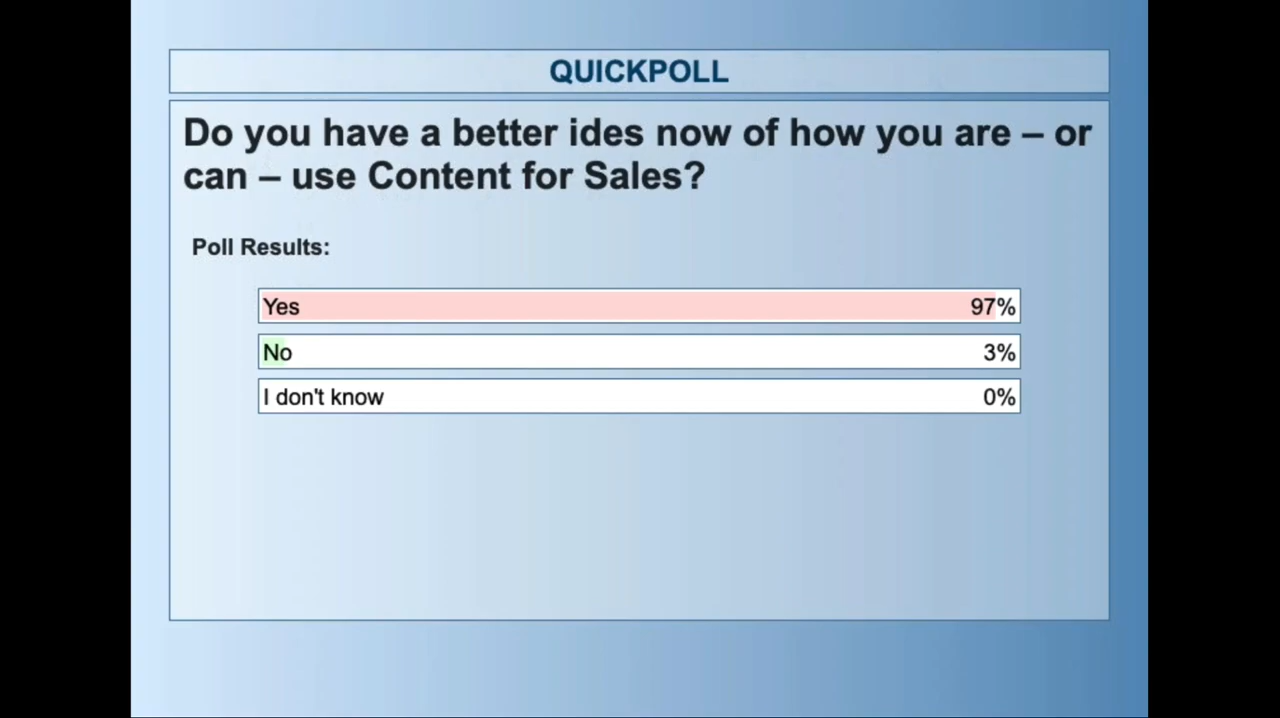 QUICKPOLL
Do you have a better ides now of how you are – or
can – use Content for Sales?
Poll Results:
Yes 97%
No 3%
I don't know 0%